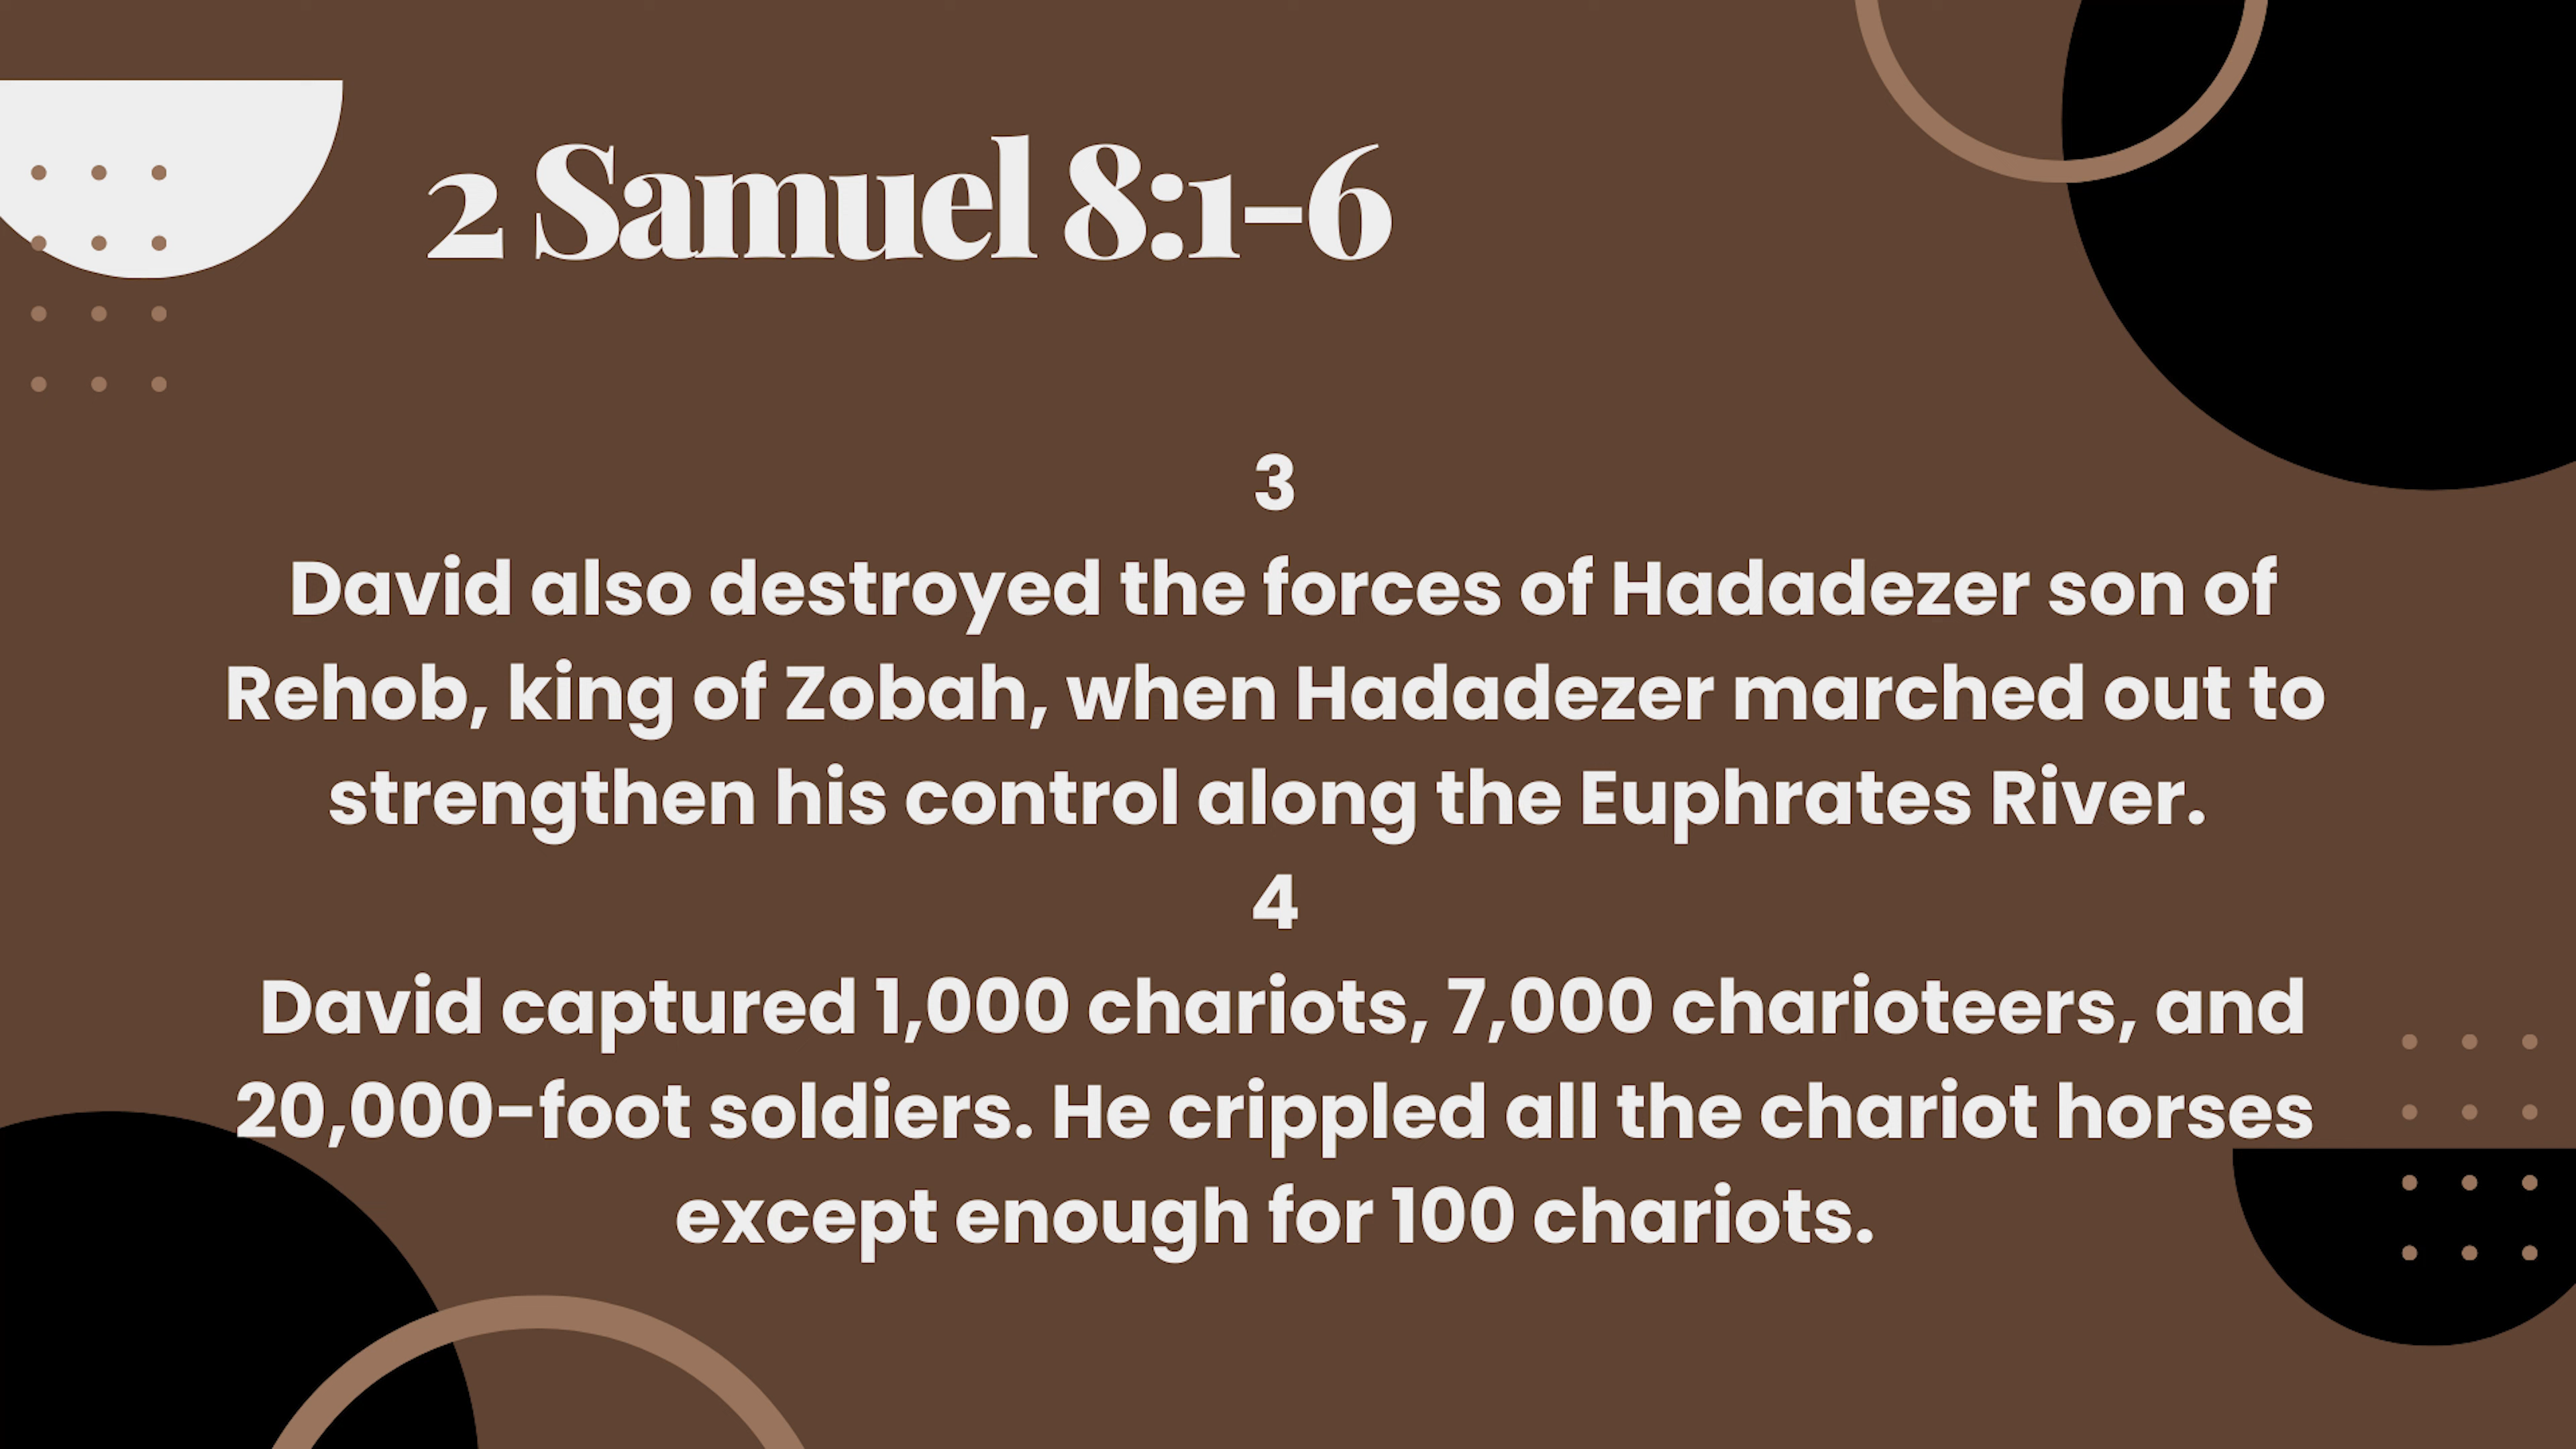 2 Samuel 8:1-6
3
David also destroyed the forces of Hadadezer son of
Rehob, king of Zobah, when Hadadezer marched out to
strengthen his control along the Euphrates River.
4
David captured 1,000 chariots, 7,000 charioteers, and
20,000-foot soldiers. He crippled all the chariot horses
except enough for 100 chariots.